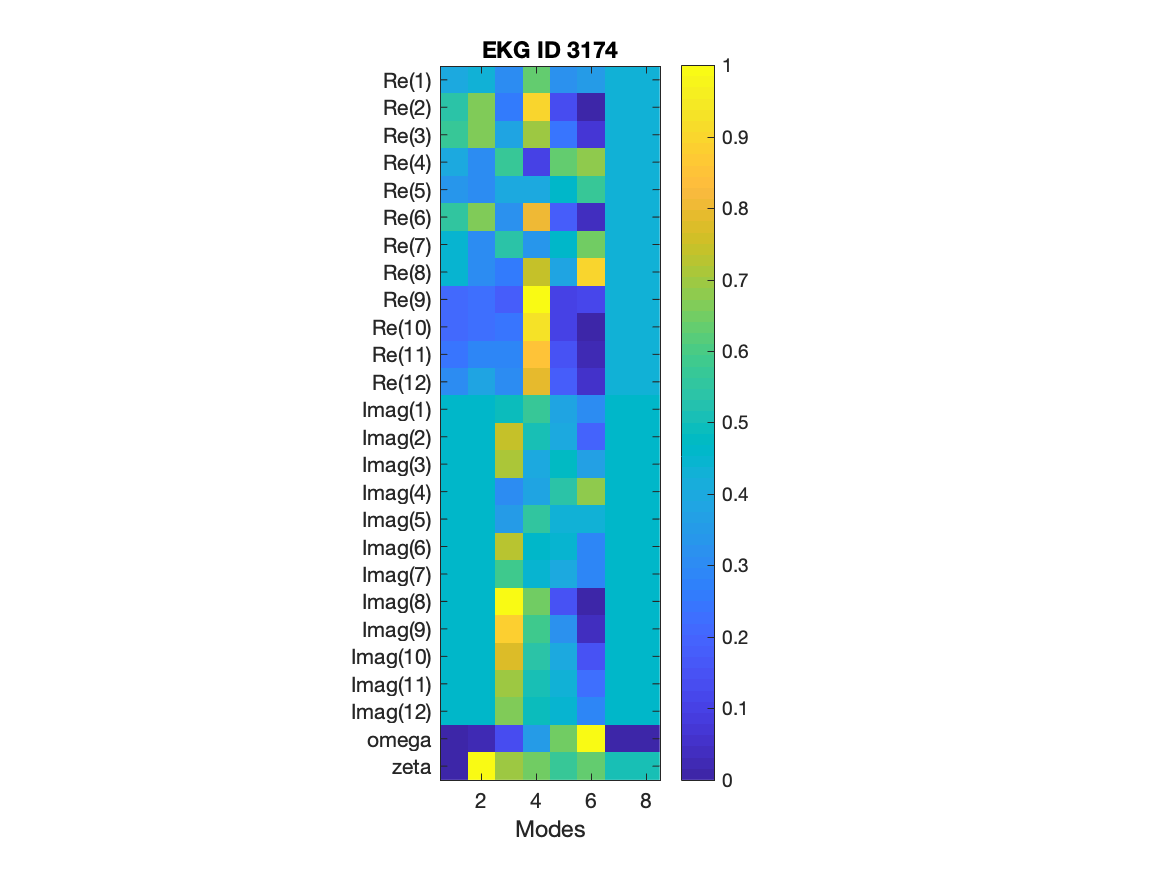 EKG ID 3174
Re(1)
Re(2)
Re(3)
Re(4)
Re(5)
Re(6)
Re(7)
Re(8)
Re(9)
Re(10)
Re(11)
Re(12)
Imag(1)
Imag(2)
Imag(3)
Imag(4)
Imag(5)
Imag(6)
Imag(7)
Imag(8)
Imag(9)
Imag(10)
Imag(11)
Imag(12)
omega
zeta
2 4 6 8
Modes
1
0.9
0.8
0.7
0.6
0.5
0.4
0.3
0.2
0.1
0